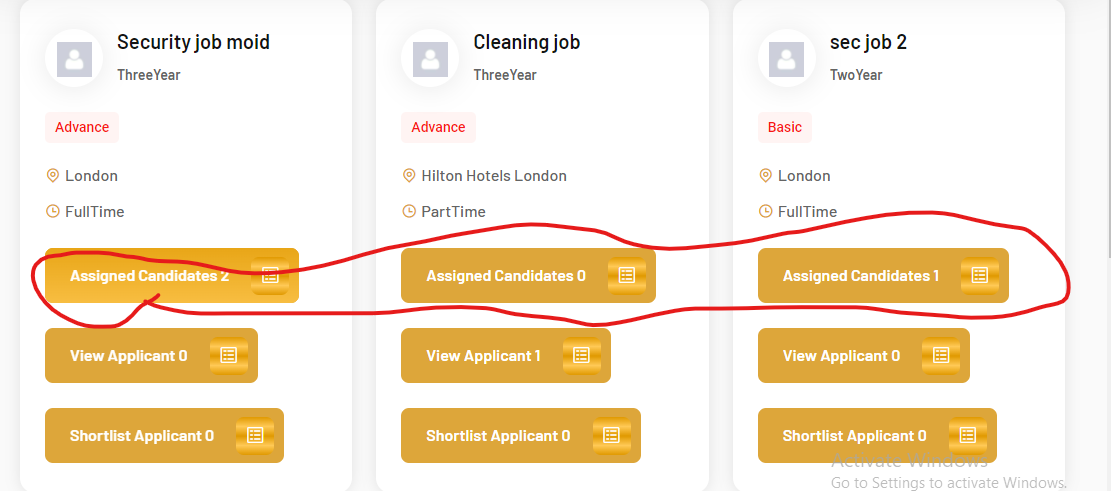 Security job moid
ThreeYear
Advance
London
FullTime
Assigned Candidates 2
View Applicant 0
Shortlist Applicant 0
Cleaning job
ThreeYear
Advance
Hilton Hotels London
PartTime
Assigned Candidates 0
View Applicant 1
Shortlist Applicant 0
sec job 2
TwoYear
Basic
London
FullTime
Assigned Candidates 1
View Applicant 0
Shortlist Applicant 0
Activate Windows
Go to Settings to activate Windows.